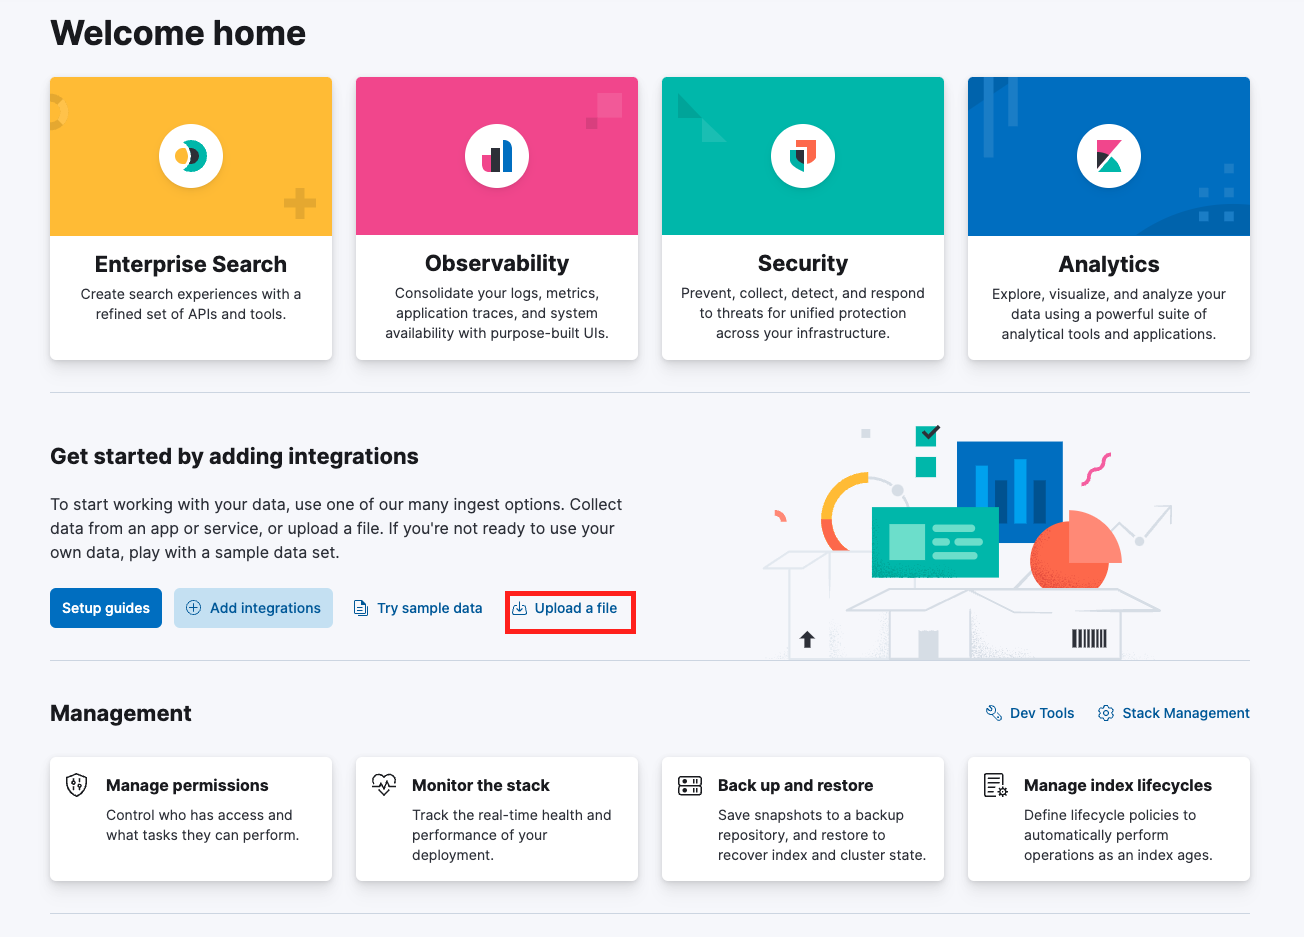 Welcome home
Enterprise Search
Create search experiences with a
refined set of APIs and tools.
Observability
Consolidate your logs, metrics,
application traces, and system
availability with purpose-built UIs.
Security
Prevent, collect, detect, and respond
to threats for unified protection
across your infrastructure.
Analytics
Explore, visualize, and analyze your
data using a powerful suite of
analytical tools and applications.
Get started by adding integrations
To start working with your data, use one of our many ingest options. Collect
data from an app or service, or upload a file. If you're not ready to use your
own data, play with a sample data set.
Setup guides
Add integrations
Try sample data
Upload a file
Management
Dev Tools
Stack Management
Manage permissions
Control who has access and
what tasks they can perform.
Monitor the stack
Track the real-time health and
performance of your
deployment.
Back up and restore
Save snapshots to a backup
repository, and restore to
recover index and cluster state.
Manage index lifecycles
Define lifecycle policies to
automatically perform
operations as an index ages.